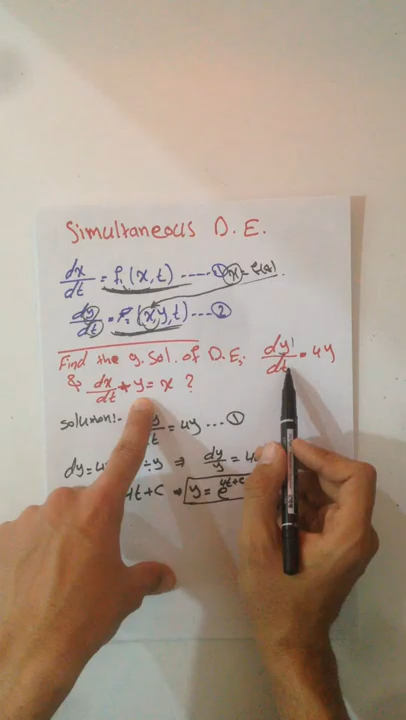 Simultaneous D.E.
dx/dt = f₁(x,t) -----① x=f(t).
dy/dt = f₂(x,y,t) -----②
Find the g. Sol. of D.E; dy/dt = 4y
& dx/dt + y = x ?
solution:- y/t = 4y ----①
dy=4 ÷y ⇒ dy/y = 4
4t+c ⇒ y = e^4t+c